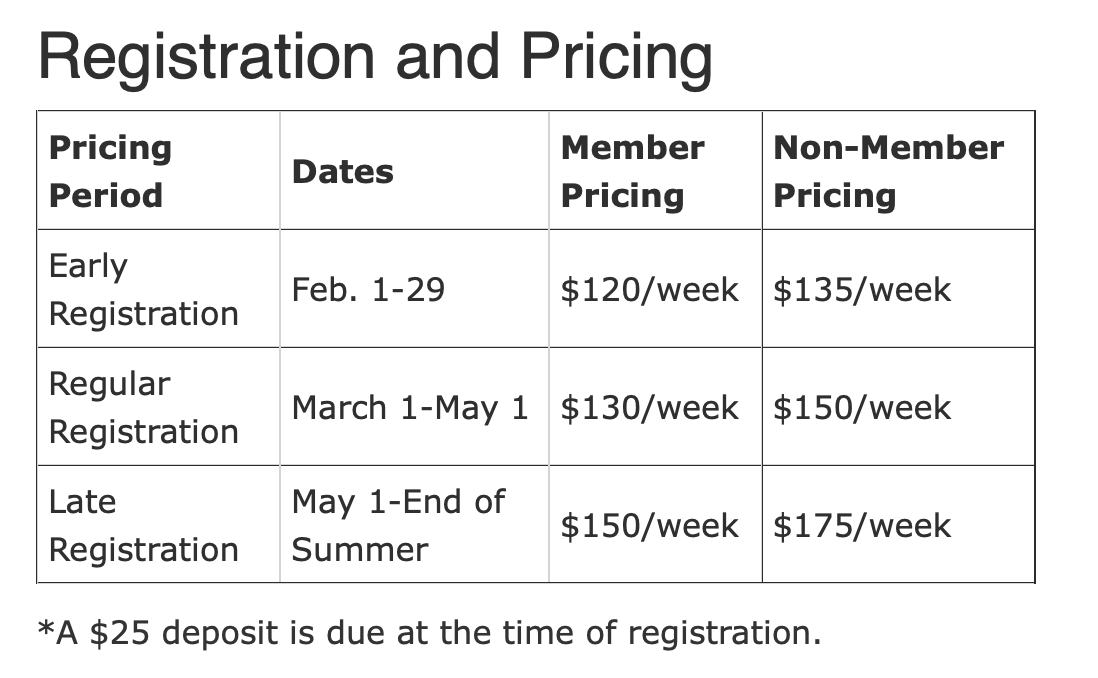 Registration and Pricing
Pricing Period Dates Member Pricing Non-Member Pricing
Early Registration Feb. 1-29 $120/week $135/week
Regular Registration March 1-May 1 $130/week $150/week
Late Registration May 1-End of Summer $150/week $175/week
*A $25 deposit is due at the time of registration.